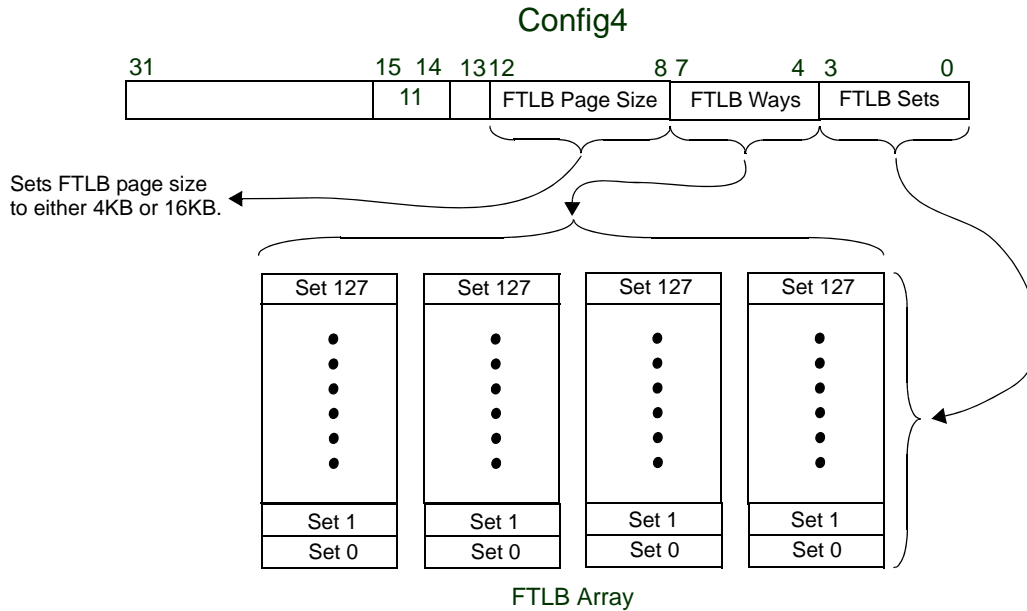 Config4
31 15 14 13 12 8 7 4 3 0
11 FTLB Page Size FTLB Ways FTLB Sets
Sets FTLB page size
to either 4KB or 16KB.
Set 127 Set 127 Set 127 Set 127
Set 1 Set 1 Set 1 Set 1
Set 0 Set 0 Set 0 Set 0
FTLB Array